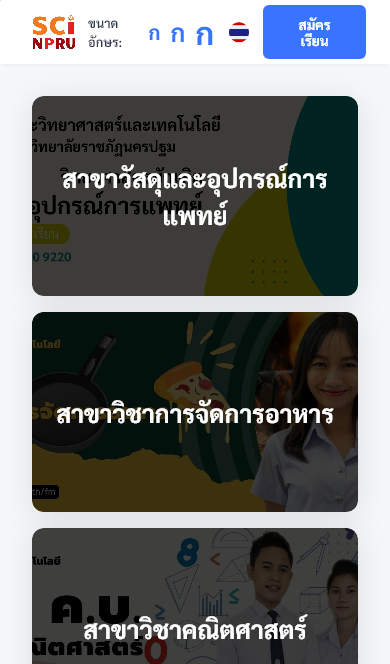 SCi
NPRU
ขนาด
อักษร:
ก ก ก
สมัคร
เรียน
ะวิทยาศาสตร์และเทคโนโลยี
วิทยาลัยราชภัฏนครปฐม
สาขาวัสดุและอุปกรณ์การ
แพทย์
อุปกรณ์การแพทย์
เรียน
0 9220
นโลยี
สาขาวิชาการจัดการอาหาร
th/fm
นโลยี
8
ค.บ.
สาขาวิชาคณิตศาสตร์
ณิตศาสตร์